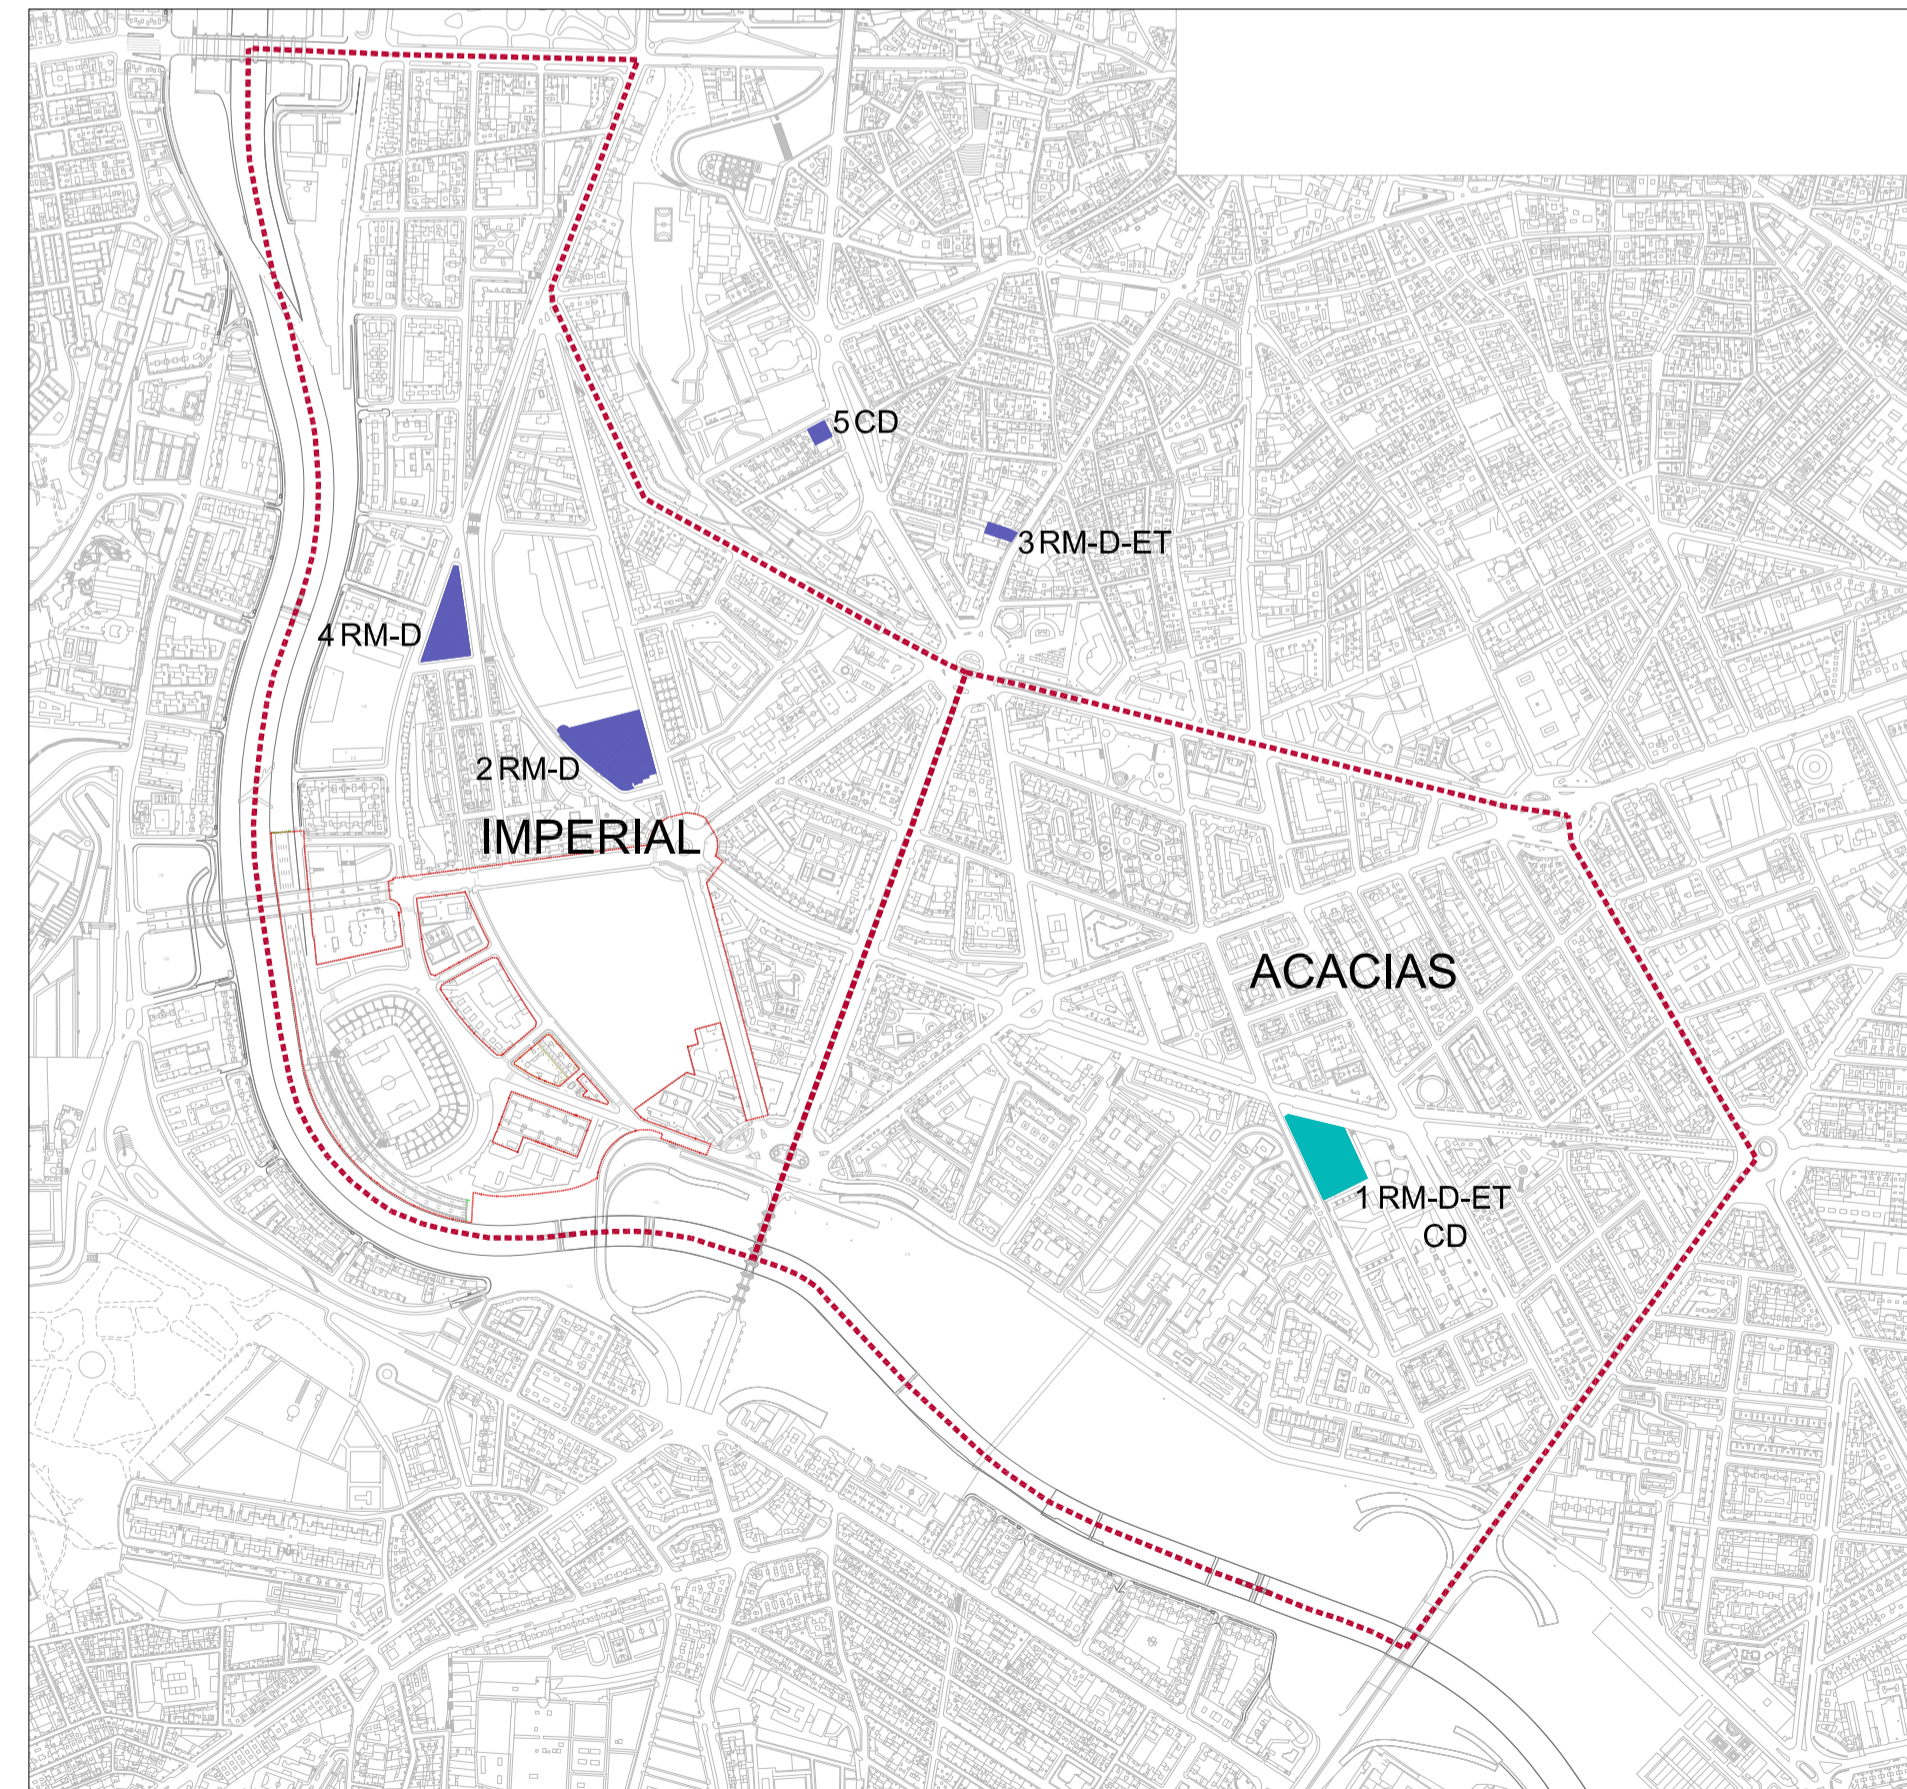 5 CD
3 RM-D-ET
4 RM-D
2 RM-D
IMPERIAL
ACACIAS
1 RM-D-ET
CD